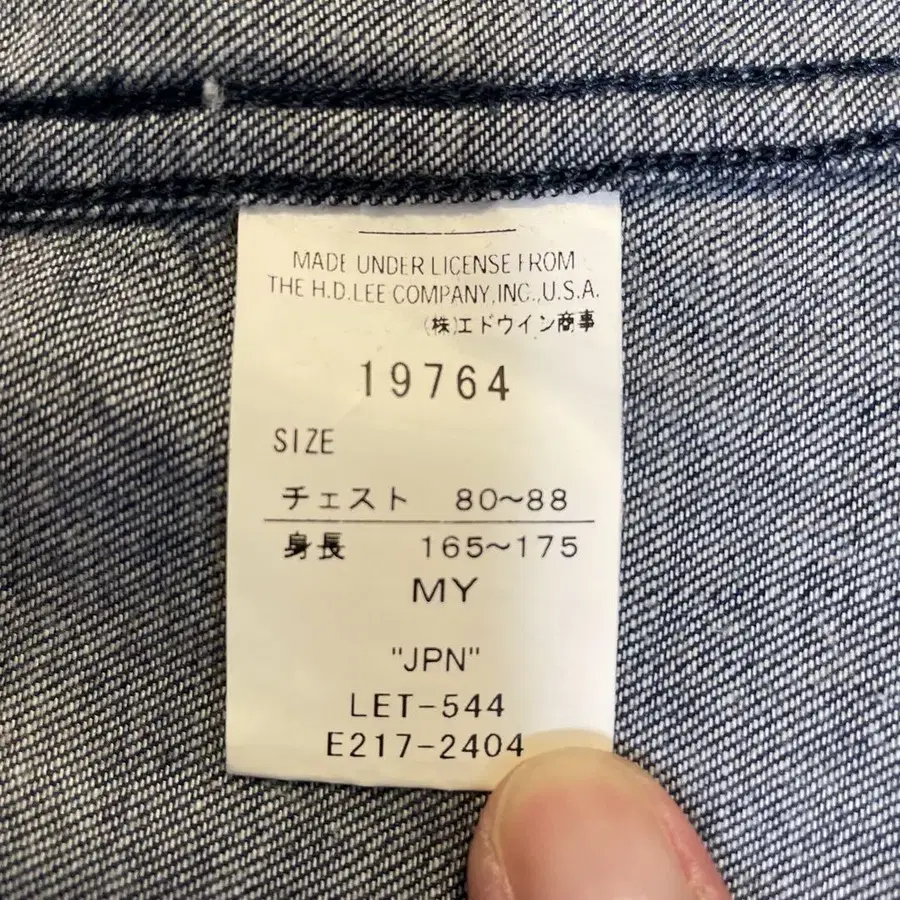 MADE UNDER LICENSE FROM
THE H.D.LEE COMPANY,INC.,U.S.A.
(株)エドウイン商事
19764
SIZE
チェスト 80〜88
身長 165〜175
MY
"JPN"
LET-544
E217-2404